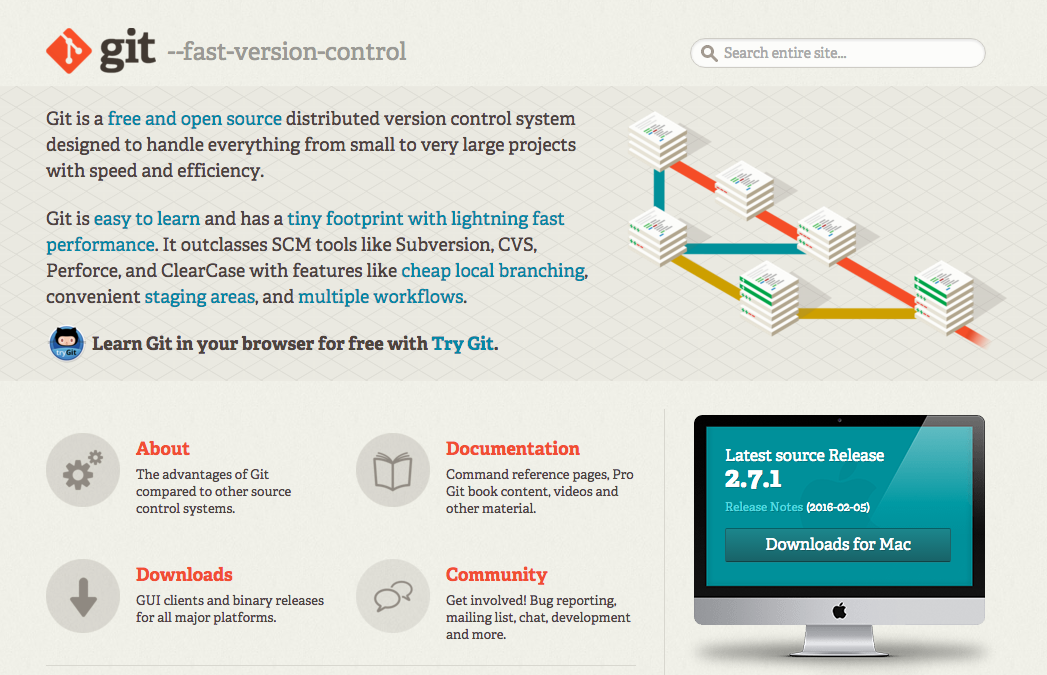 git --fast-version-control
Search entire site...
Git is a free and open source distributed version control system
designed to handle everything from small to very large projects
with speed and efficiency.
Git is easy to learn and has a tiny footprint with lightning fast
performance. It outclasses SCM tools like Subversion, CVS,
Perforce, and ClearCase with features like cheap local branching,
convenient staging areas, and multiple workflows.
tryGit
Learn Git in your browser for free with Try Git.
About
The advantages of Git
compared to other source
control systems.
Documentation
Command reference pages, Pro
Git book content, videos and
other material.
Downloads
GUI clients and binary releases
for all major platforms.
Community
Get involved! Bug reporting,
mailing list, chat, development
and more.
Latest source Release
2.7.1
Release Notes (2016-02-05)
Downloads for Mac